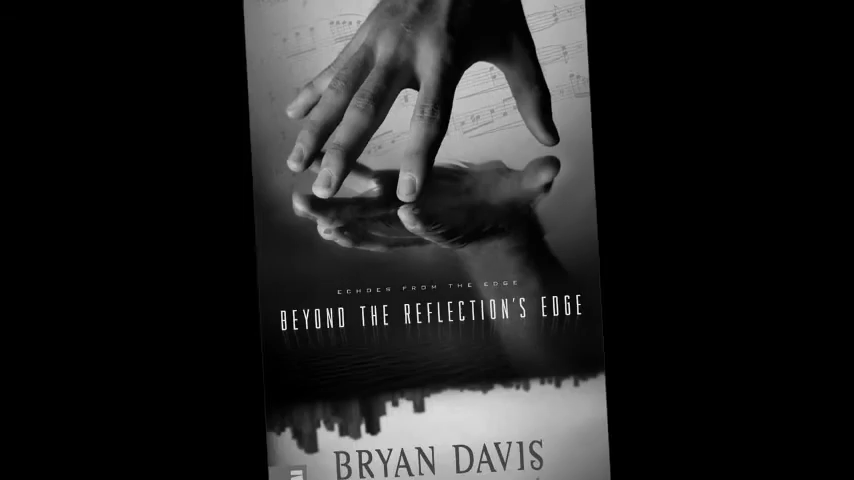 ECHOES FROM THE EDGE
BEYOND THE REFLECTION'S EDGE
BRYAN DAVIS